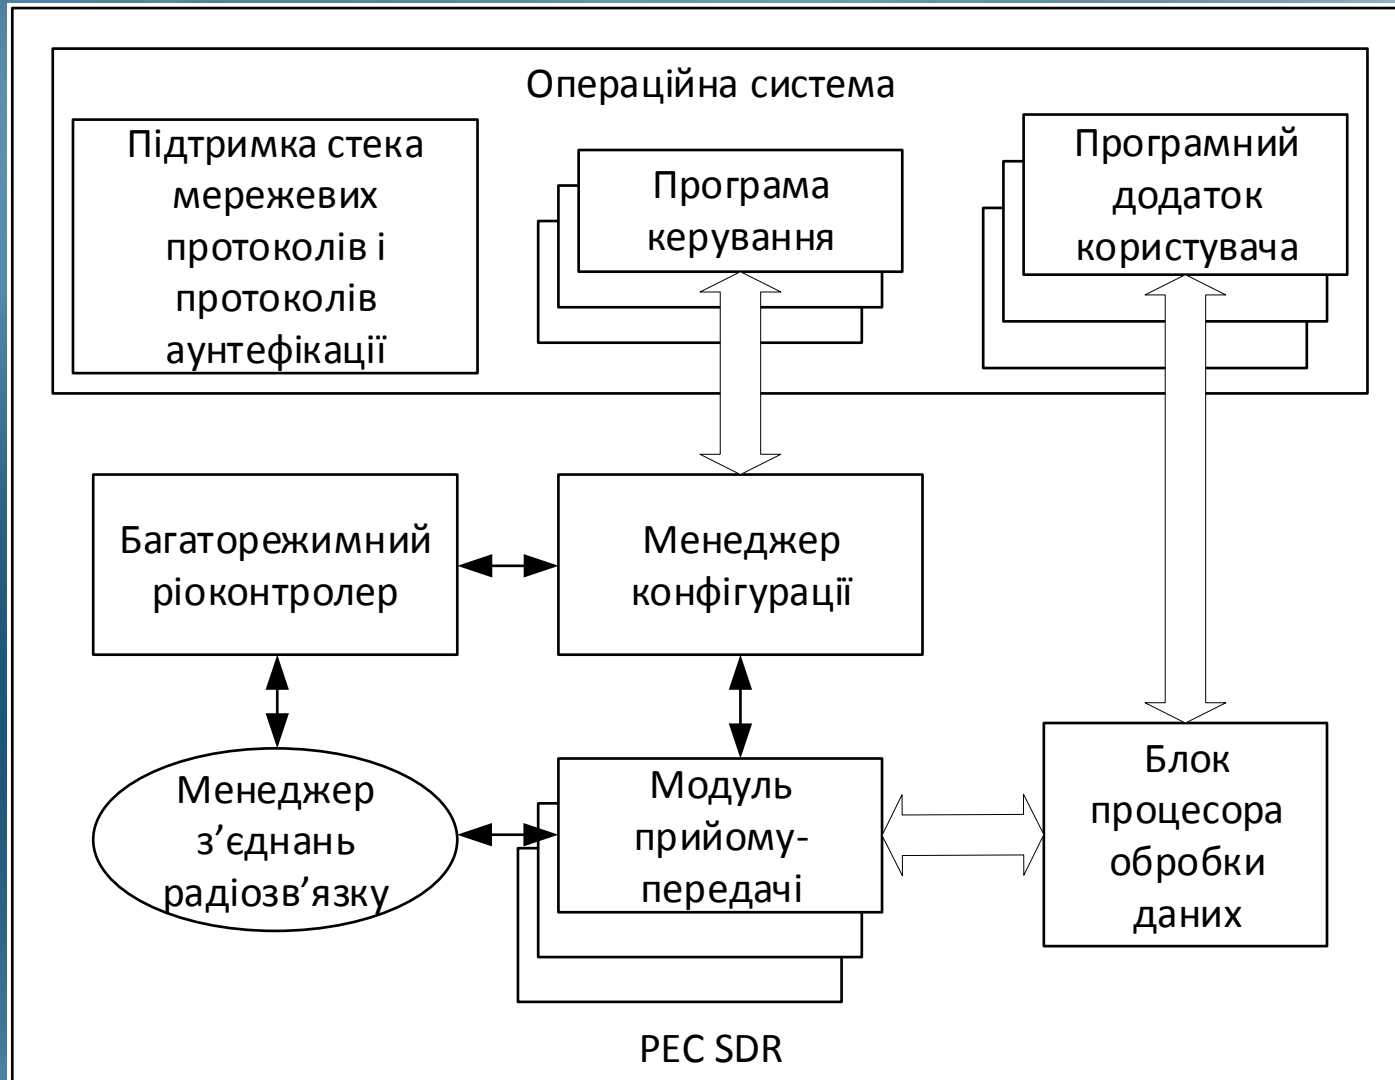 Операційна система
Підтримка стека
мережевих
протоколів і
протоколів
аунтефікації
Програма
керування
Програмний
додаток
користувача
Багаторежимний
ріоконтролер
Менеджер
конфігурації
Менеджер
з’єднань
радіозв’язку
Модуль
прийому-
передачі
Блок
процесора
обробки
даних
РЕС SDR